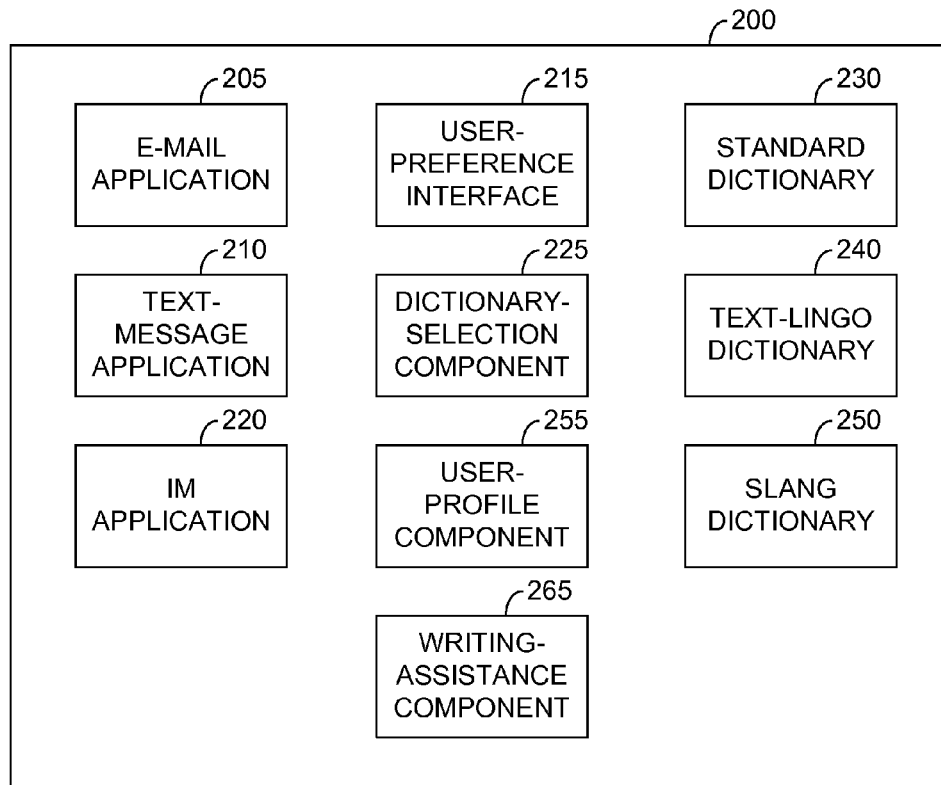 200
205
215
230
E-MAIL
APPLICATION
USER-
PREFERENCE
INTERFACE
STANDARD
DICTIONARY
210
225
240
TEXT-
MESSAGE
APPLICATION
DICTIONARY-
SELECTION
COMPONENT
TEXT-LINGO
DICTIONARY
220
255
250
IM
APPLICATION
USER-
PROFILE
COMPONENT
SLANG
DICTIONARY
265
WRITING-
ASSISTANCE
COMPONENT